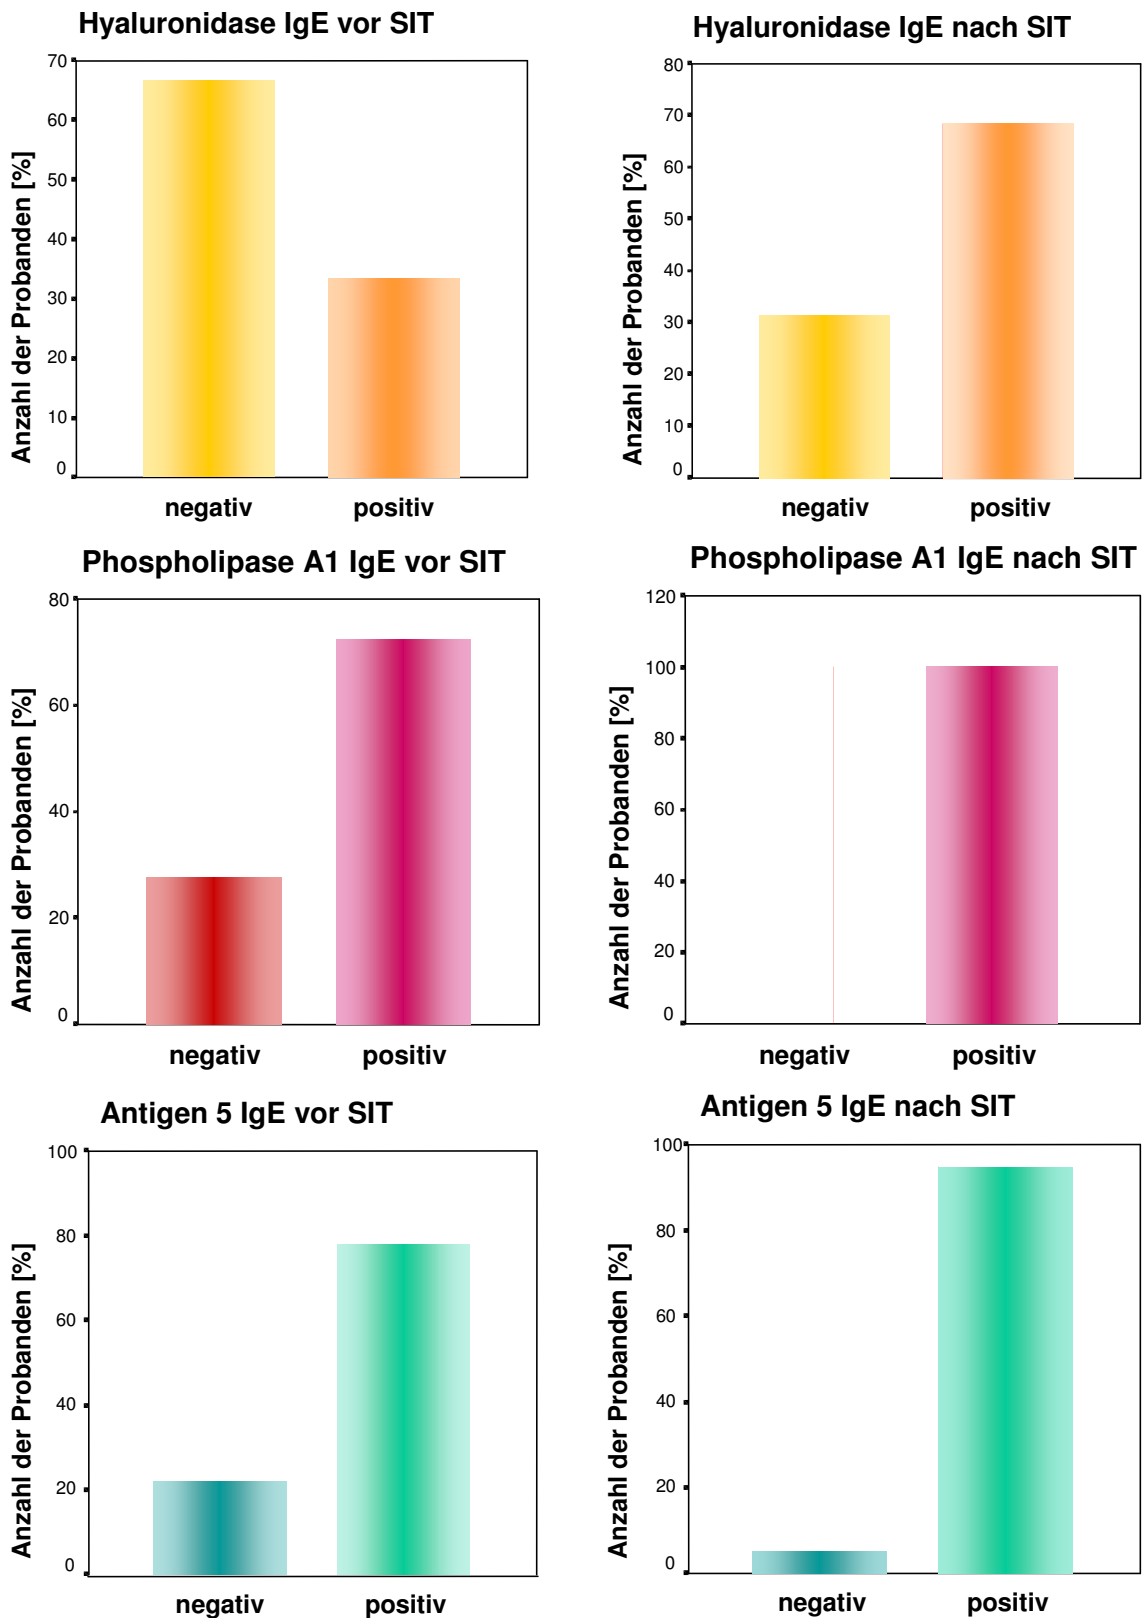 Hyaluronidase IgE vor SIT
Anzahl der Probanden [%]
70
60
50
40
30
20
10
0
negativ positiv
Hyaluronidase IgE nach SIT
Anzahl der Probanden [%]
80
70
60
50
40
30
20
10
0
negativ positiv
Phospholipase A1 IgE vor SIT
Anzahl der Probanden [%]
80
60
40
20
0
negativ positiv
Phospholipase A1 IgE nach SIT
Anzahl der Probanden [%]
120
100
80
60
40
20
0
negativ positiv
Antigen 5 IgE vor SIT
Anzahl der Probanden [%]
100
80
60
40
20
0
negativ positiv
Antigen 5 IgE nach SIT
Anzahl der Probanden [%]
100
80
60
40
20
0
negativ positiv